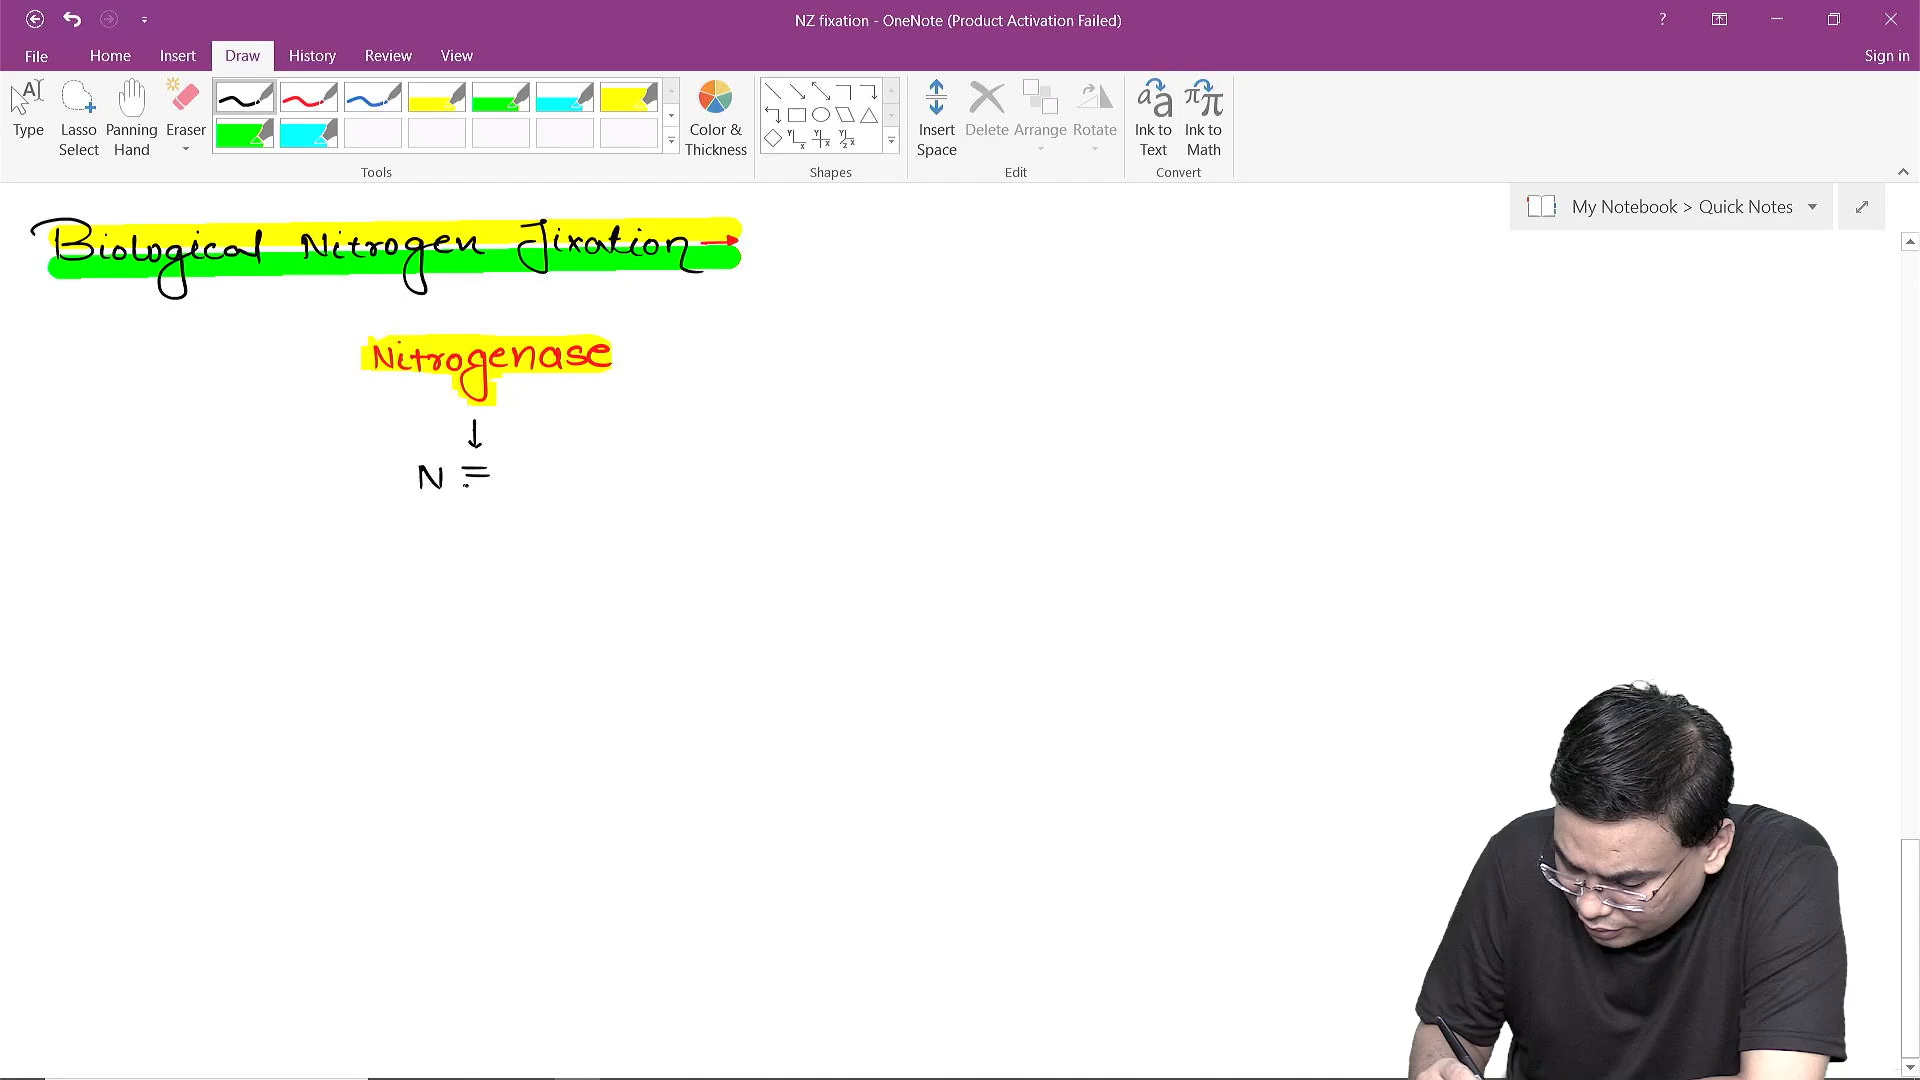 NZ fixation - OneNote (Product Activation Failed)
?
File Home Insert Draw History Review View Sign in
Type Lasso Select Panning Hand Eraser Color & Thickness Insert Space Delete Arrange Rotate Ink to Text Ink to Math
Tools Shapes Edit Convert
My Notebook > Quick Notes
Biological Nitrogen Fixation →
Nitrogenase
↓
N =